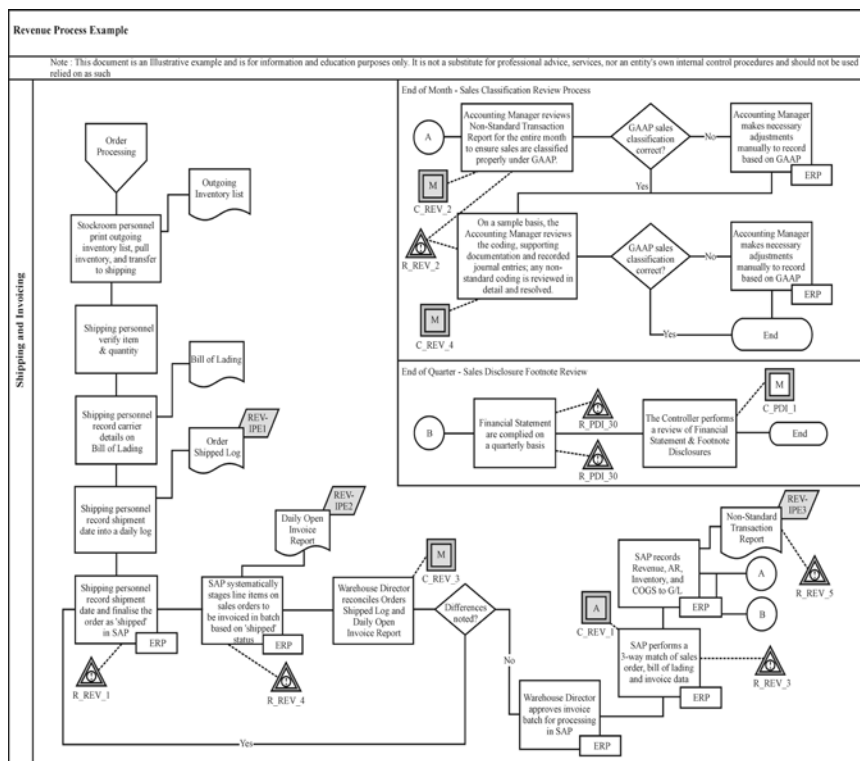 Revenue Process Example
Note : This document is an Illustrative example and is for information and education purposes only. It is not a substitute for professional advice, services, nor an entity's own internal control procedures and should not be used
relied on as such
Shipping and Invoicing
Order
Processing
Outgoing
Inventory list
Stockroom personnel
print outgoing
inventory list, pull
inventory, and transfer
to shipping
Shipping personnel
verify item
& quantity
Bill of Lading
Shipping personnel
record carrier
details on
Bill of Lading
REV-
IPE1
Order
Shipped Log
Shipping personnel
record shipment
date into a daily log
Shipping personnel
record shipment
date and finalise the
order as 'shipped'
in SAP
ERP
R_REV_1
REV-
IPE2
Daily Open
Invoice
Report
SAP systematically
stages line items on
sales orders to
be invoiced in batch
based on 'shipped'
status
ERP
R_REV_4
M
C_REV_3
Warehouse Director
reconciles Orders
Shipped Log and
Daily Open
Invoice Report
Differences
noted?
Yes
No
Warehouse Director
approves invoice
batch for processing
in SAP
ERP
A
C_REV_1
SAP performs a
3-way match of sales
order, bill of lading
and invoice data
ERP
R_REV_3
SAP records
Revenue, AR,
Inventory, and
COGS to G/L
ERP
REV-
IPE3
Non-Standard
Transaction
Report
R_REV_5
A
B
End of Month - Sales Classification Review Process
A
Accounting Manager reviews
Non-Standard Transaction
Report for the entire month
to ensure sales are classified
properly under GAAP.
M
C_REV_2
R_REV_2
GAAP sales
classification
correct?
No
Yes
Accounting Manager
makes necessary
adjustments
manually to record
based on GAAP
ERP
On a sample basis, the
Accounting Manager reviews
the coding, supporting
documentation and recorded
journal entries; any non-
standard coding is reviewed in
detail and resolved.
M
C_REV_4
GAAP sales
classification
correct?
No
Yes
Accounting Manager
makes necessary
adjustments
manually to record
based on GAAP
ERP
End
End of Quarter - Sales Disclosure Footnote Review
B
Financial Statement
are complied on
a quarterly basis
R_PDI_30
R_PDI_30
The Controller performs
a review of Financial
Statement & Footnote
Disclosures
M
C_PDI_1
End